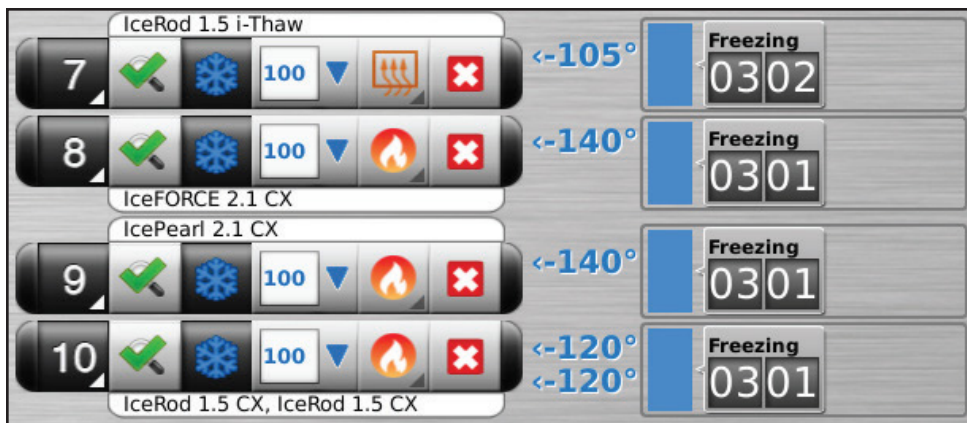 IceRod 1.5 i-Thaw
7 100 <-105° Freezing 03 02
8 100 <-140° Freezing 03 01
IceFORCE 2.1 CX
IcePearl 2.1 CX
9 100 <-140° Freezing 03 01
10 100 <-120° Freezing 03 01
<-120°
IceRod 1.5 CX, IceRod 1.5 CX